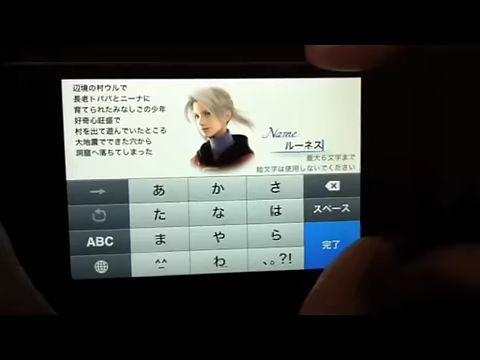 辺境の村ウルで
長老トパパとニーナに
育てられたみなしごの少年
好奇心旺盛で
村を出て遊んでいたところ
大地震でできた穴から
洞窟へ落ちてしまった
Name
ルーネス
最大6文字まで
絵文字は使用しないでください
→ あ か さ
た な は スペース
ABC ま や ら 完了
^^ わ 、。?!